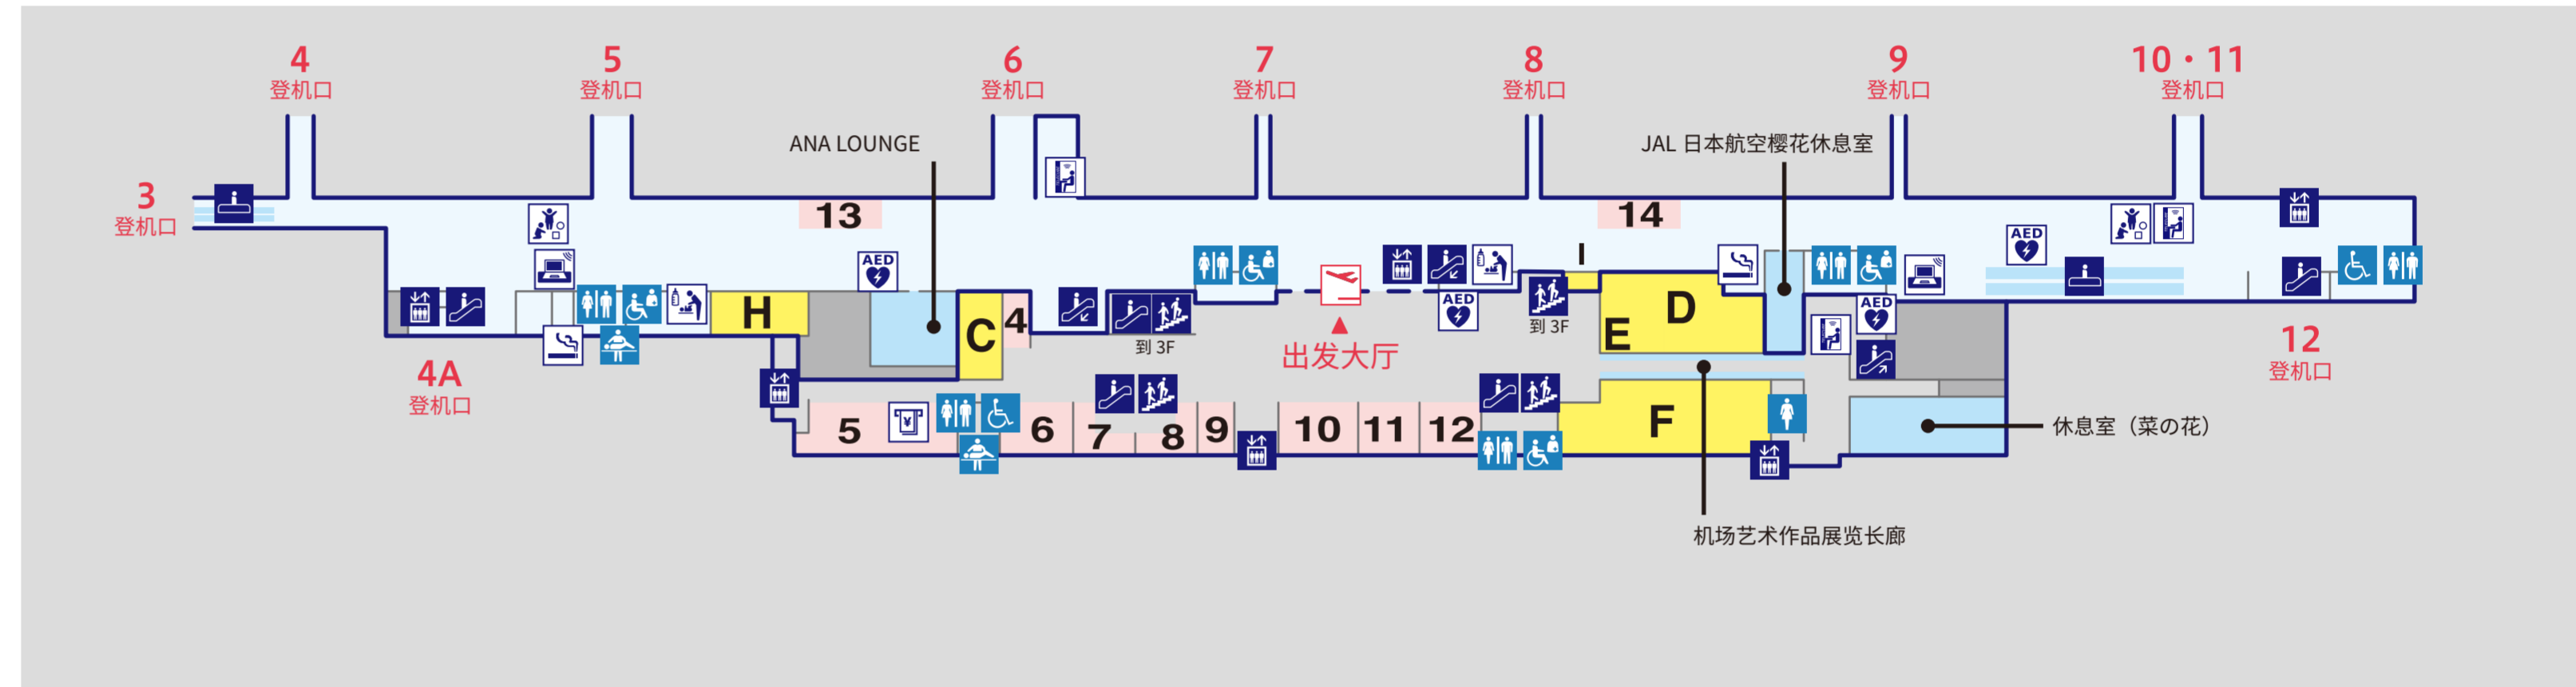 4
登机口
5
登机口
6
登机口
7
登机口
8
登机口
9
登机口
10・11
登机口
ANA LOUNGE
JAL 日本航空樱花休息室
3
登机口
13
14
AED
AED
I
H
C
4
AED
AED
D
E
到 3F
到 3F
出发大厅
4A
登机口
12
登机口
5
¥
6
7
8
9
10
11
12
F
休息室（菜の花）
机场艺术作品展览长廊